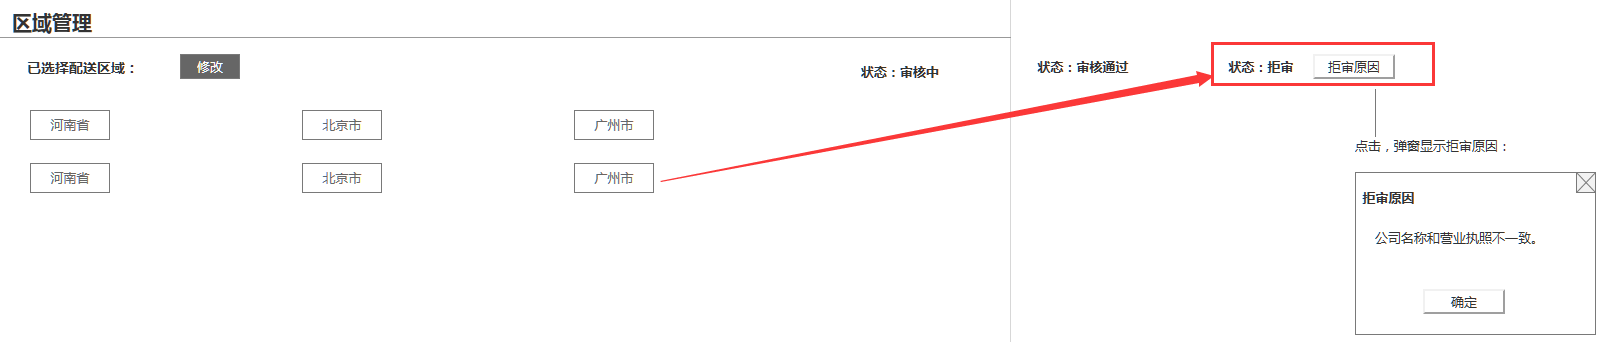 区域管理
已选择配送区域： 修改 状态：审核中 状态：审核通过 状态：拒审 拒审原因
河南省 北京市 广州市
点击，弹窗显示拒审原因：
河南省 北京市 广州市
拒审原因
公司名称和营业执照不一致。
确定